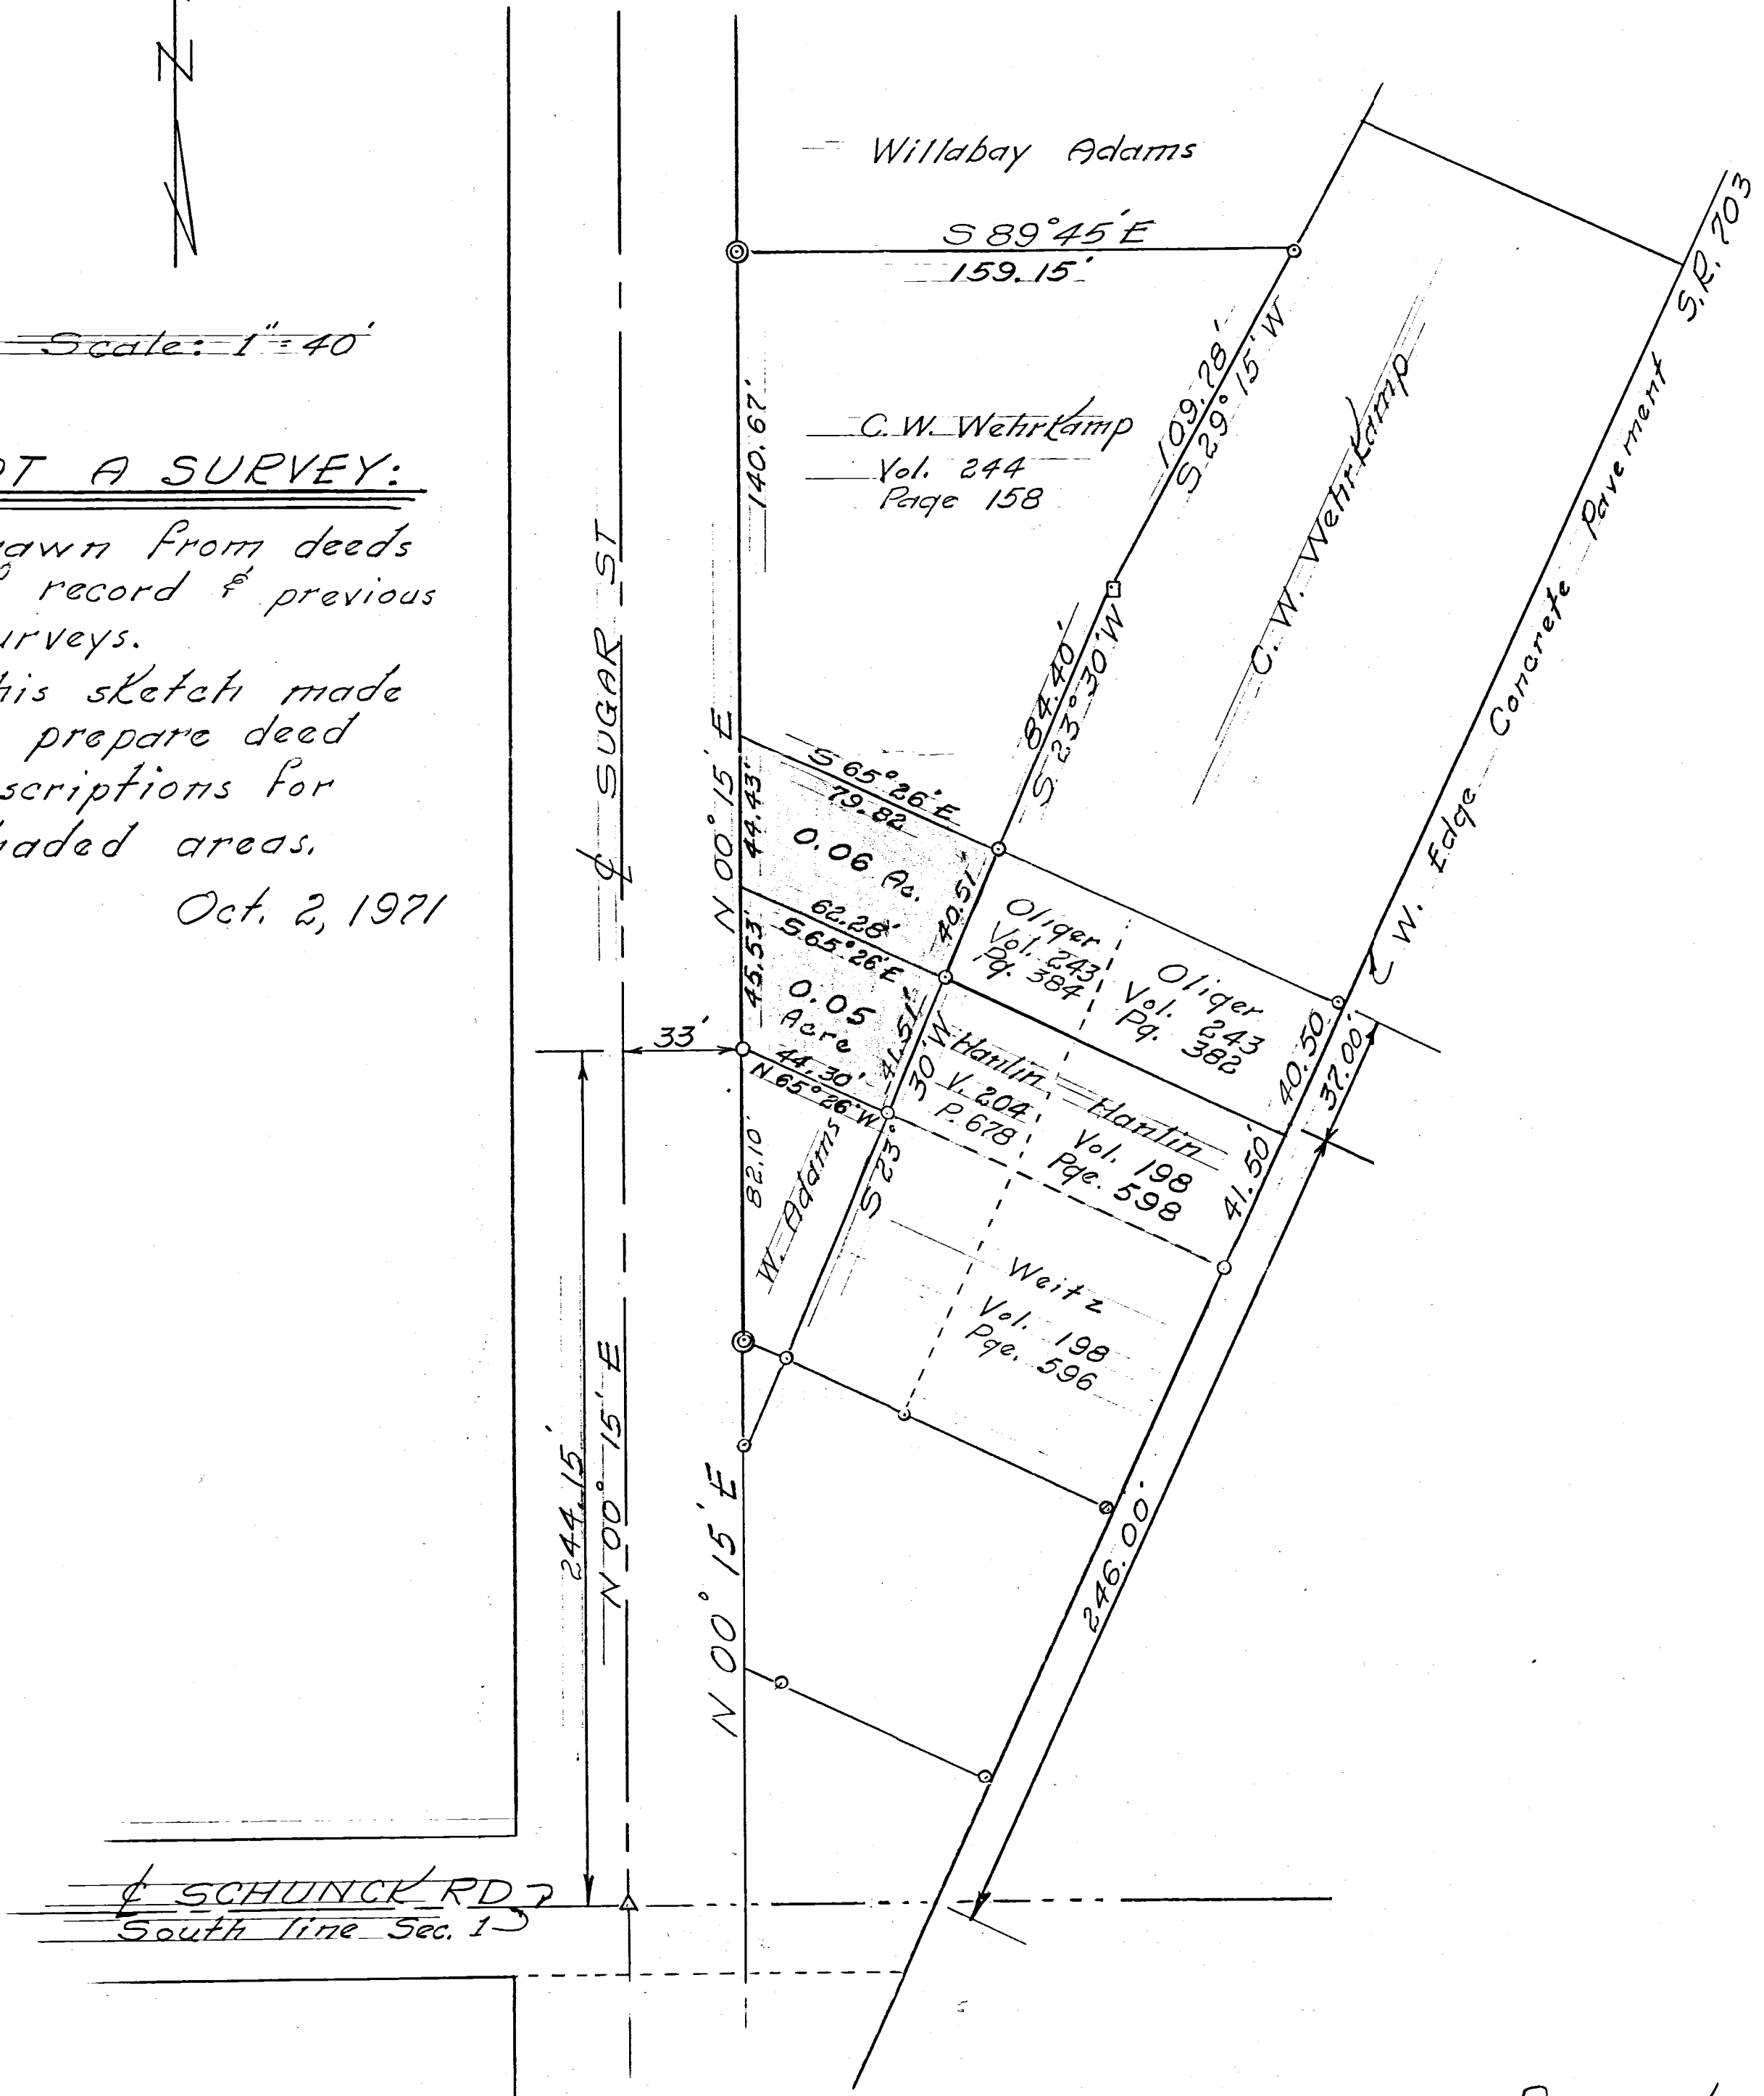 N
Scale: 1" = 40'
OT A SURVEY:
awn from deeds
record & previous
urveys.
his sketch made
prepare deed
scriptions for
haded areas.
Oct. 2, 1971
Willabay Adams
S 89° 45' E
159.15'
140.67'
C. W. Wehrkamp
Vol. 244
Page 158
109.78'
S 29° 15' W
C. W. Wehrkamp
S.R. 703
W. Edge Concrete Pavement
℄ SUGAR ST
84.40'
S 23° 30' W
N 00° 15' E
S 65° 26' E
79.82
44.43'
0.06 Ac.
40.51'
62.28'
S 65° 26' E
45.53'
0.05
Acre
41.51'
33'
44.30'
N 65° 26' W
Oliger
Vol. 243
Pg. 384
Oliger
Vol. 243
Pg. 382
40.50
37.00'
Hanlin
V. 204
P. 678
Hanlin
Vol. 198
Pge. 598
41.50'
S 23° 30' W
82.10'
W. Adams
Weitz
Vol. 198
Pge. 596
244.15'
N 00° 15' E
N 00° 15' E
246.00'
℄ SCHUNCK RD
South line Sec. 1